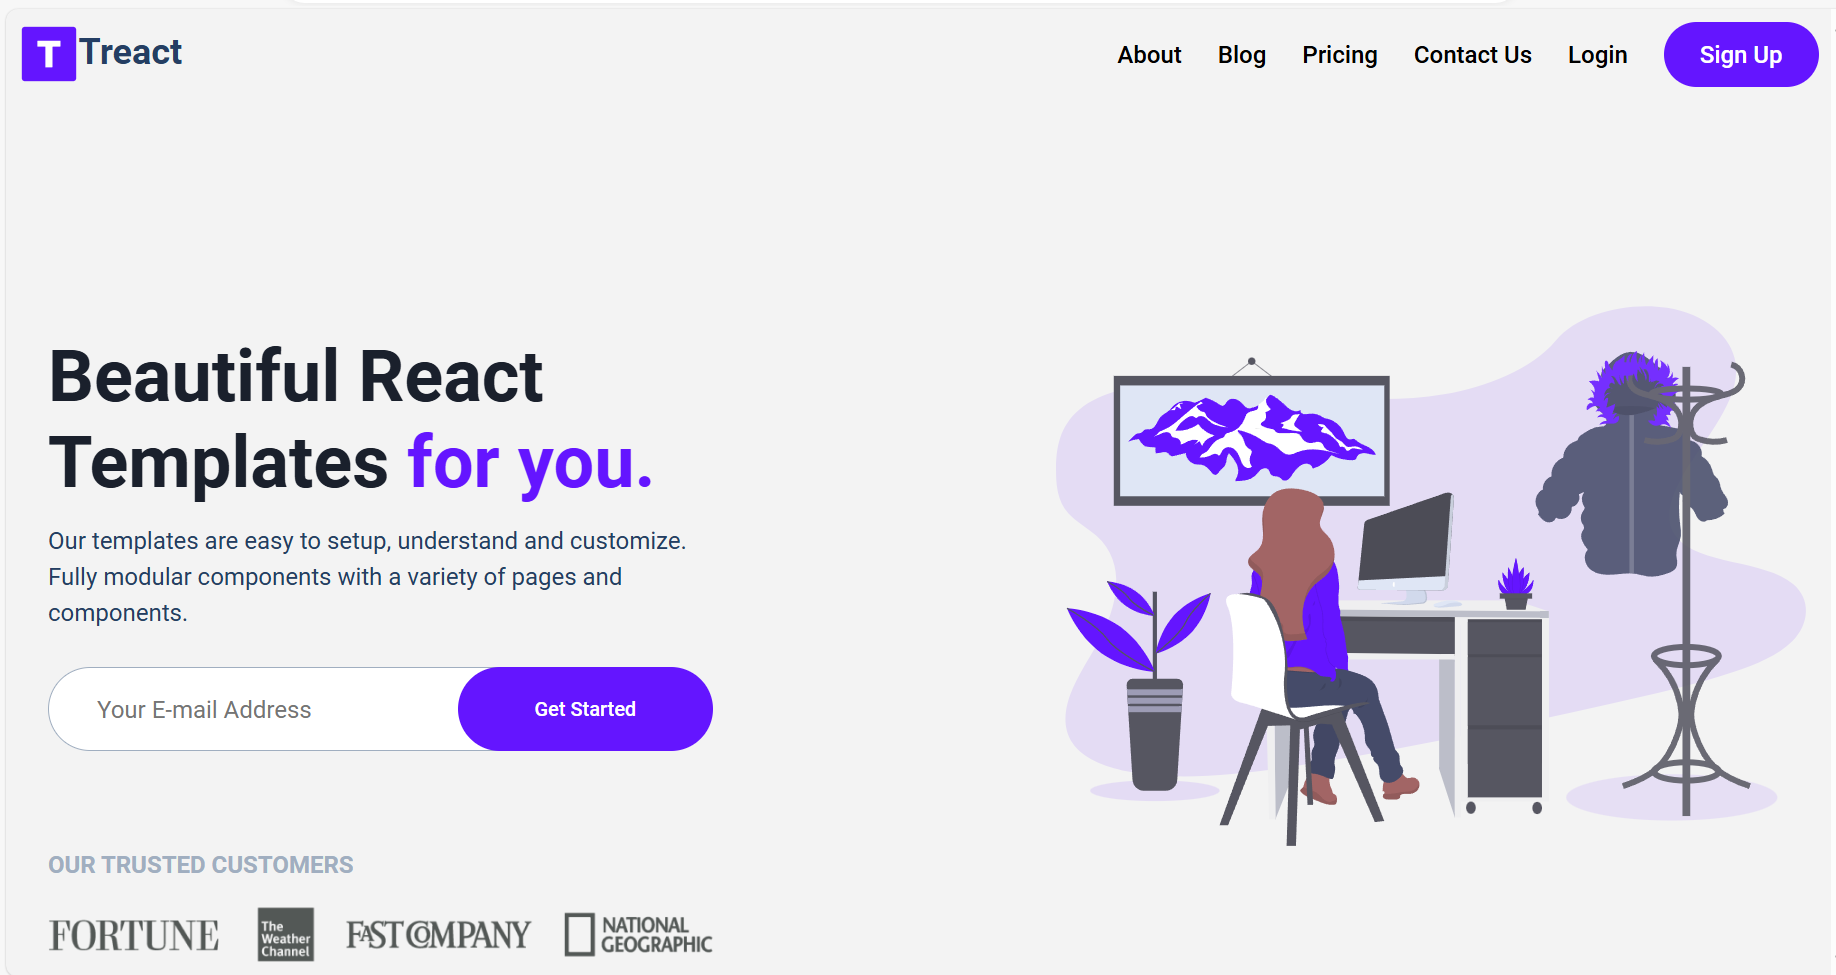 T Treact
About Blog Pricing Contact Us Login Sign Up
Beautiful React
Templates for you.
Our templates are easy to setup, understand and customize.
Fully modular components with a variety of pages and
components.
Your E-mail Address
Get Started
OUR TRUSTED CUSTOMERS
FORTUNE
The
Weather
Channel
FAST COMPANY
NATIONAL
GEOGRAPHIC